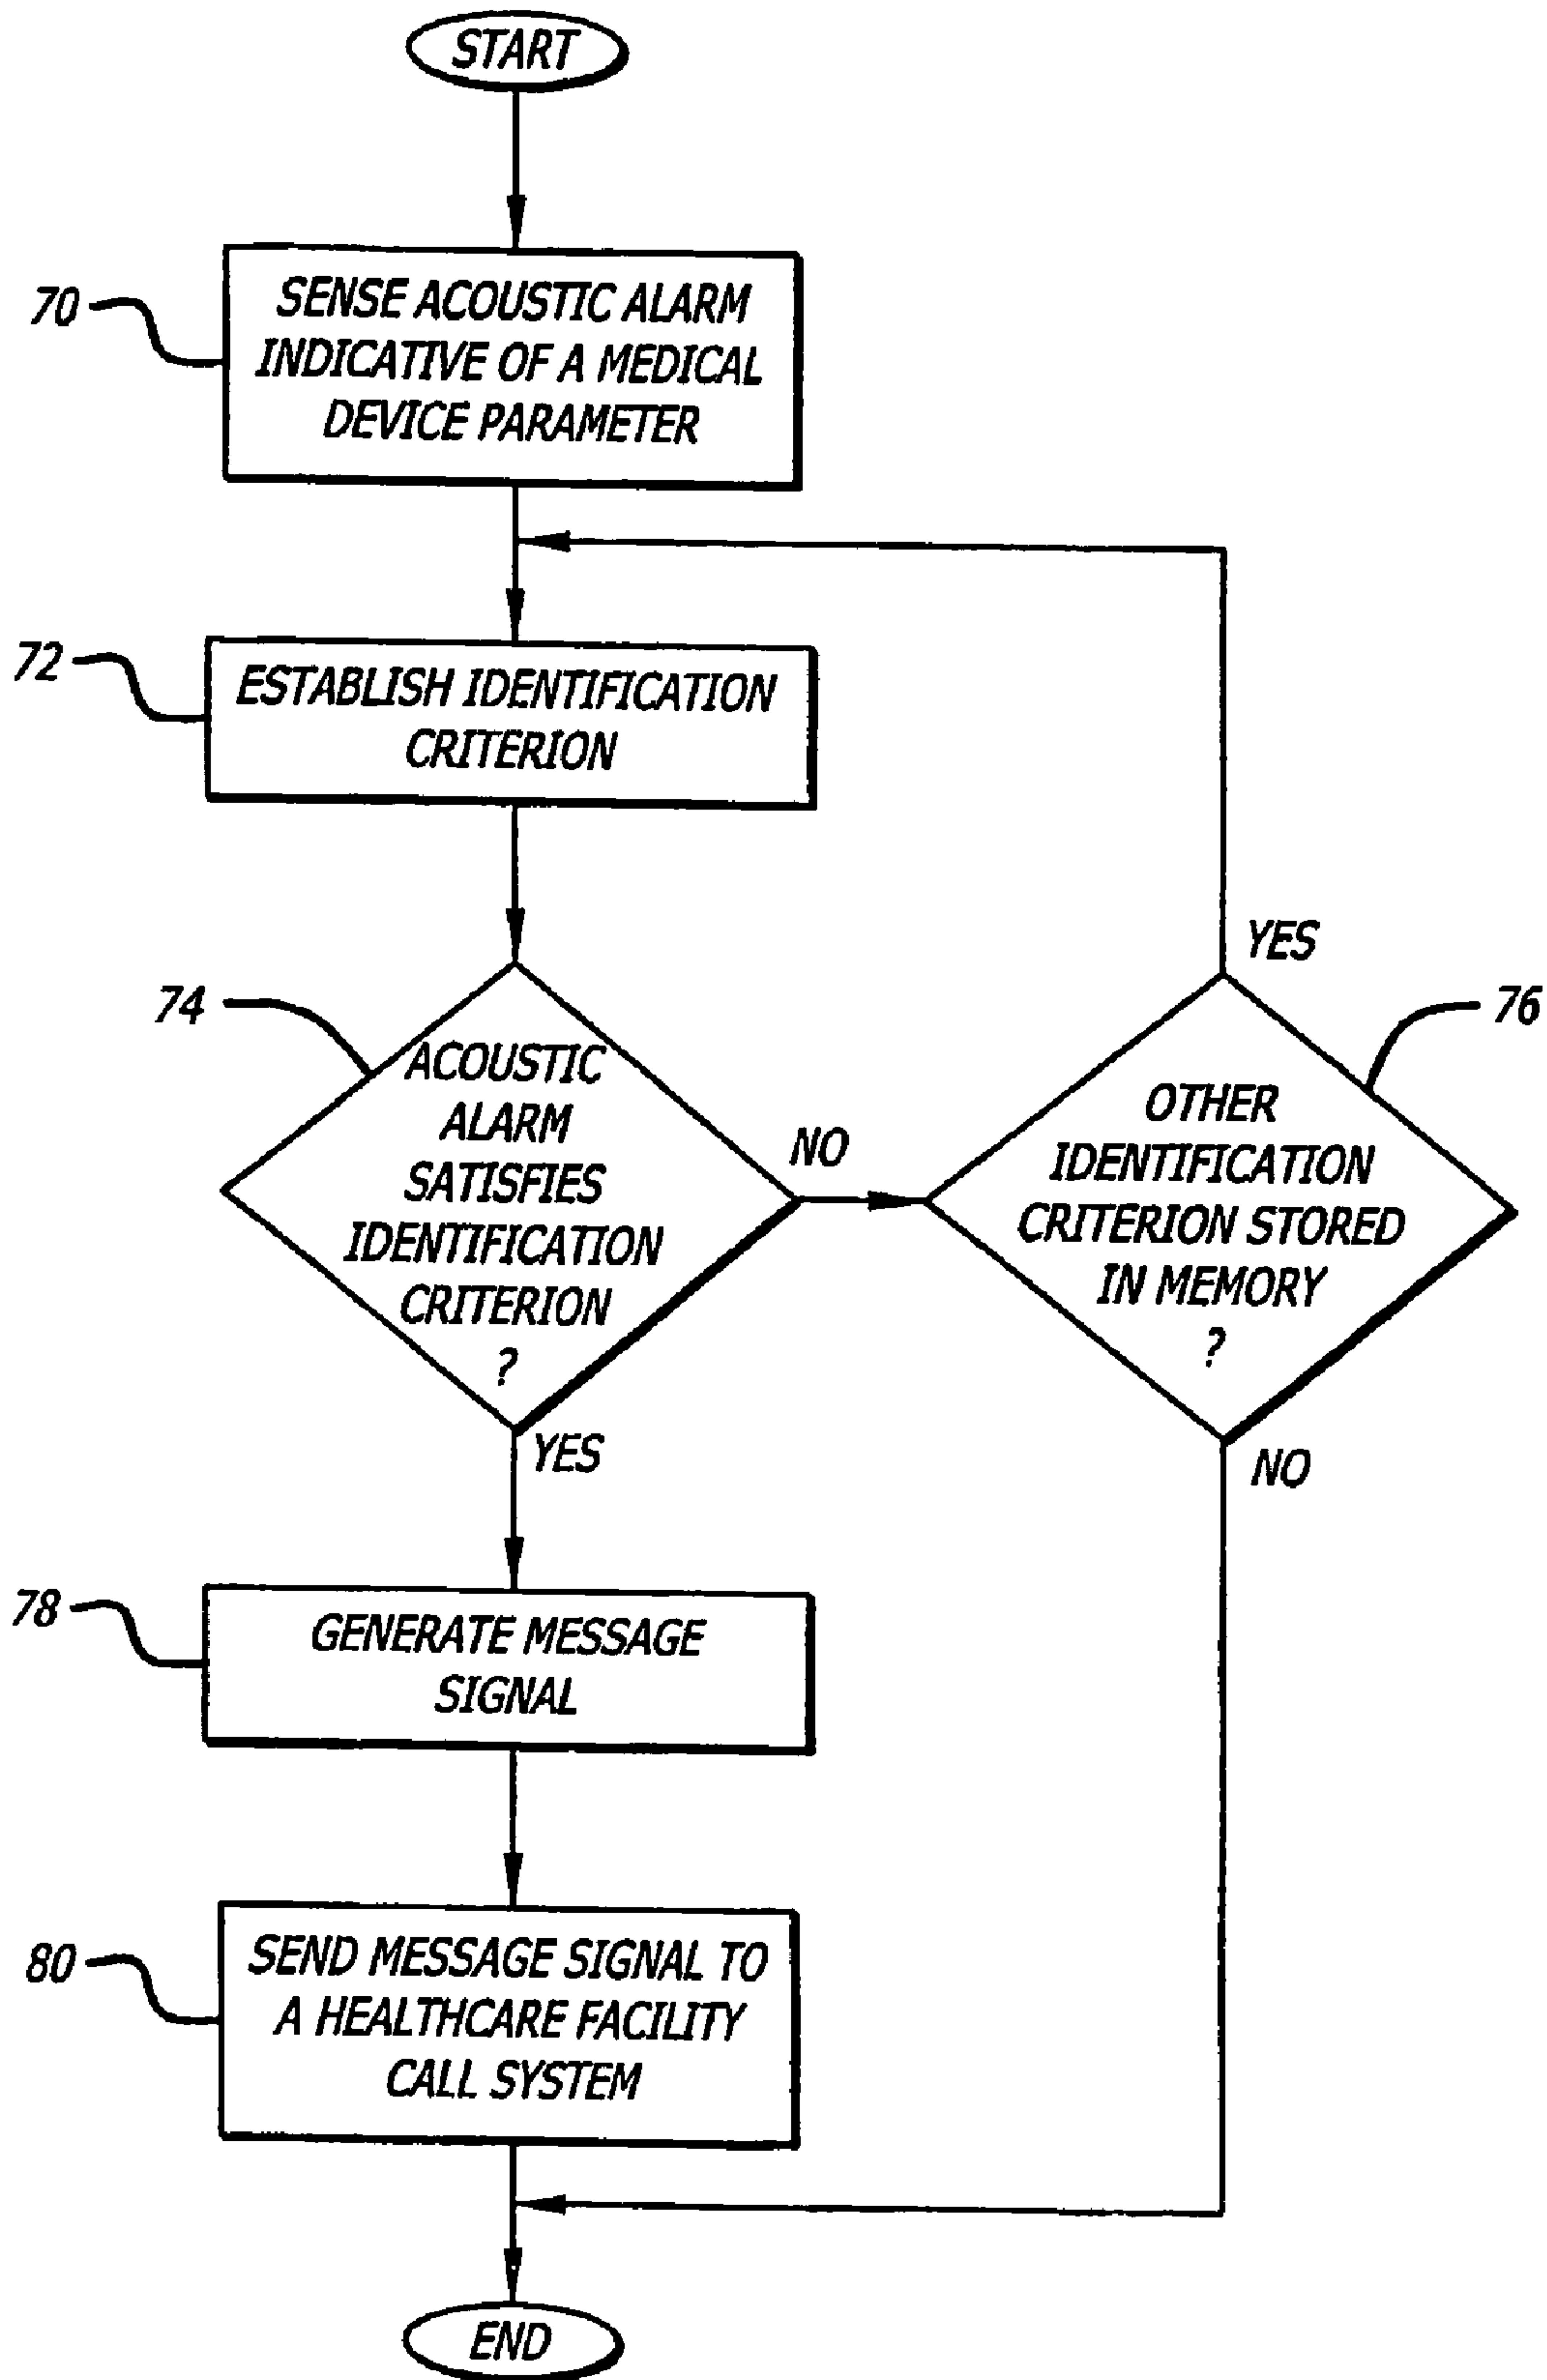 START
70
SENSE ACOUSTIC ALARM
INDICATIVE OF A MEDICAL
DEVICE PARAMETER
72
ESTABLISH IDENTIFICATION
CRITERION
74
ACOUSTIC
ALARM
SATISFIES
IDENTIFICATION
CRITERION
?
NO
YES
76
OTHER
IDENTIFICATION
CRITERION STORED
IN MEMORY
?
YES
NO
78
GENERATE MESSAGE
SIGNAL
80
SEND MESSAGE SIGNAL TO
A HEALTHCARE FACILITY
CALL SYSTEM
END